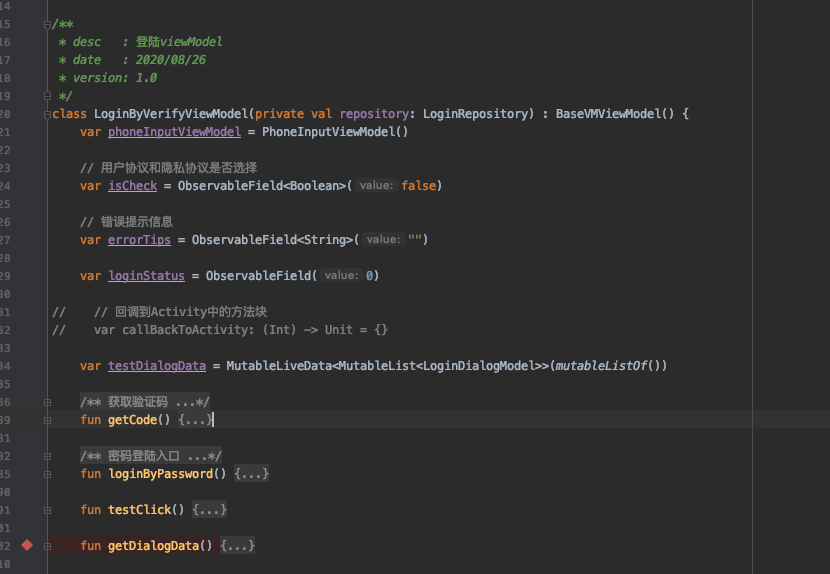 14
15 /**
16 * desc : 登陆viewModel
17 * date : 2020/08/26
18 * version: 1.0
19 */
20 class LoginByVerifyViewModel(private val repository: LoginRepository) : BaseVMViewModel() {
21 var phoneInputViewModel = PhoneInputViewModel()
22
23 // 用户协议和隐私协议是否选择
24 var isCheck = ObservableField<Boolean>( value: false)
25
26 // 错误提示信息
27 var errorTips = ObservableField<String>( value: "")
28
29 var loginStatus = ObservableField( value: 0)
30
31 // // 回调到Activity中的方法块
32 // var callBackToActivity: (Int) -> Unit = {}
33
34 var testDialogData = MutableLiveData<MutableList<LoginDialogModel>>(mutableListOf())
35
36 /** 获取验证码 ...*/
39 fun getCode() {...}
31
32 /** 密码登陆入口 ...*/
35 fun loginByPassword() {...}
90
91 fun testClick() {...}
31
92 fun getDialogData() {...}
10